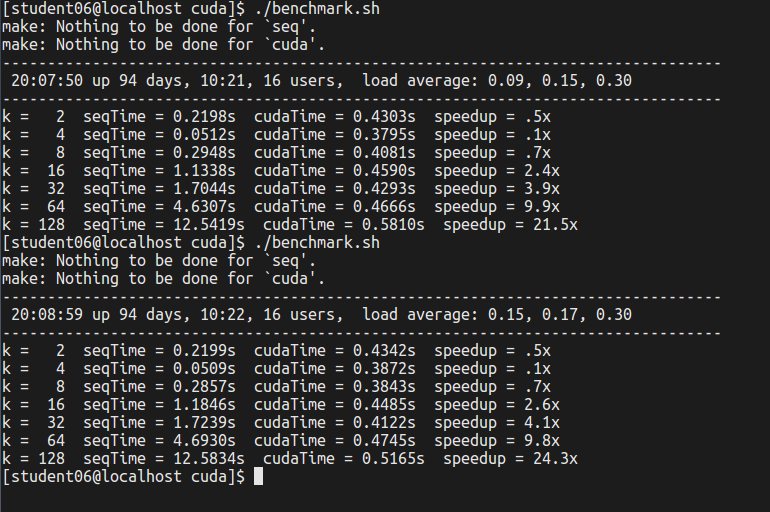 [student06@localhost cuda]$ ./benchmark.sh
make: Nothing to be done for `seq'.
make: Nothing to be done for `cuda'.
--------------------------------------------------------------------------------
 20:07:50 up 94 days, 10:21, 16 users,  load average: 0.09, 0.15, 0.30
--------------------------------------------------------------------------------
k =   2  seqTime = 0.2198s  cudaTime = 0.4303s  speedup = .5x
k =   4  seqTime = 0.0512s  cudaTime = 0.3795s  speedup = .1x
k =   8  seqTime = 0.2948s  cudaTime = 0.4081s  speedup = .7x
k =  16  seqTime = 1.1338s  cudaTime = 0.4590s  speedup = 2.4x
k =  32  seqTime = 1.7044s  cudaTime = 0.4293s  speedup = 3.9x
k =  64  seqTime = 4.6307s  cudaTime = 0.4666s  speedup = 9.9x
k = 128  seqTime = 12.5419s  cudaTime = 0.5810s  speedup = 21.5x
[student06@localhost cuda]$ ./benchmark.sh
make: Nothing to be done for `seq'.
make: Nothing to be done for `cuda'.
--------------------------------------------------------------------------------
 20:08:59 up 94 days, 10:22, 16 users,  load average: 0.15, 0.17, 0.30
--------------------------------------------------------------------------------
k =   2  seqTime = 0.2199s  cudaTime = 0.4342s  speedup = .5x
k =   4  seqTime = 0.0509s  cudaTime = 0.3872s  speedup = .1x
k =   8  seqTime = 0.2857s  cudaTime = 0.3843s  speedup = .7x
k =  16  seqTime = 1.1846s  cudaTime = 0.4485s  speedup = 2.6x
k =  32  seqTime = 1.7239s  cudaTime = 0.4122s  speedup = 4.1x
k =  64  seqTime = 4.6930s  cudaTime = 0.4745s  speedup = 9.8x
k = 128  seqTime = 12.5834s  cudaTime = 0.5165s  speedup = 24.3x
[student06@localhost cuda]$